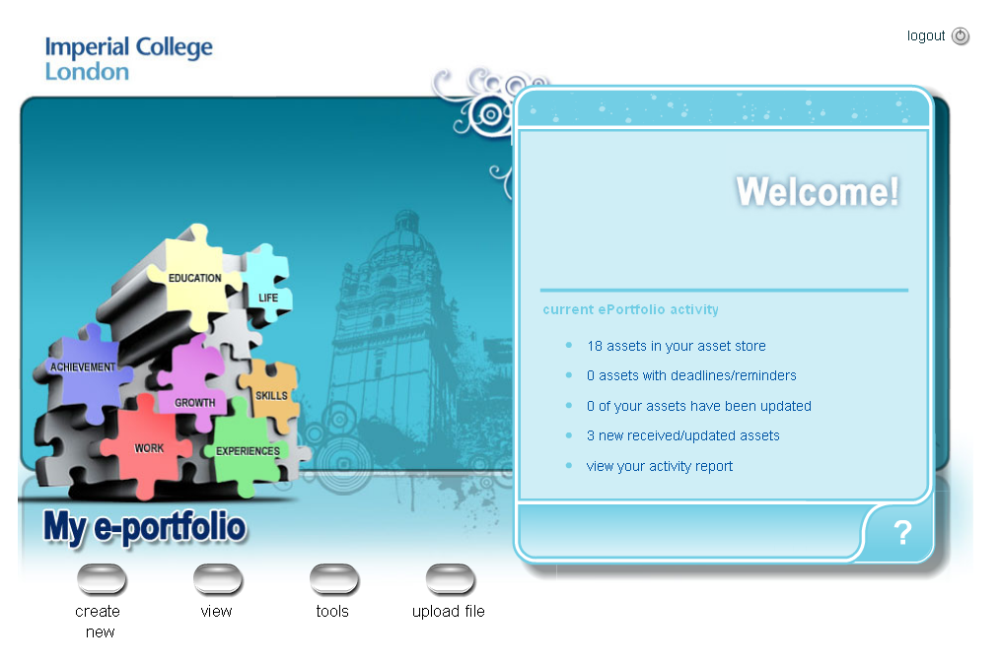 Imperial College
London
logout
Welcome!
EDUCATION
LIFE
ACHIEVEMENT
GROWTH
SKILLS
WORK
EXPERIENCES
current ePortfolio activity
18 assets in your asset store
0 assets with deadlines/reminders
0 of your assets have been updated
3 new received/updated assets
view your activity report
?
My e-portfolio
create
new
view
tools
upload file